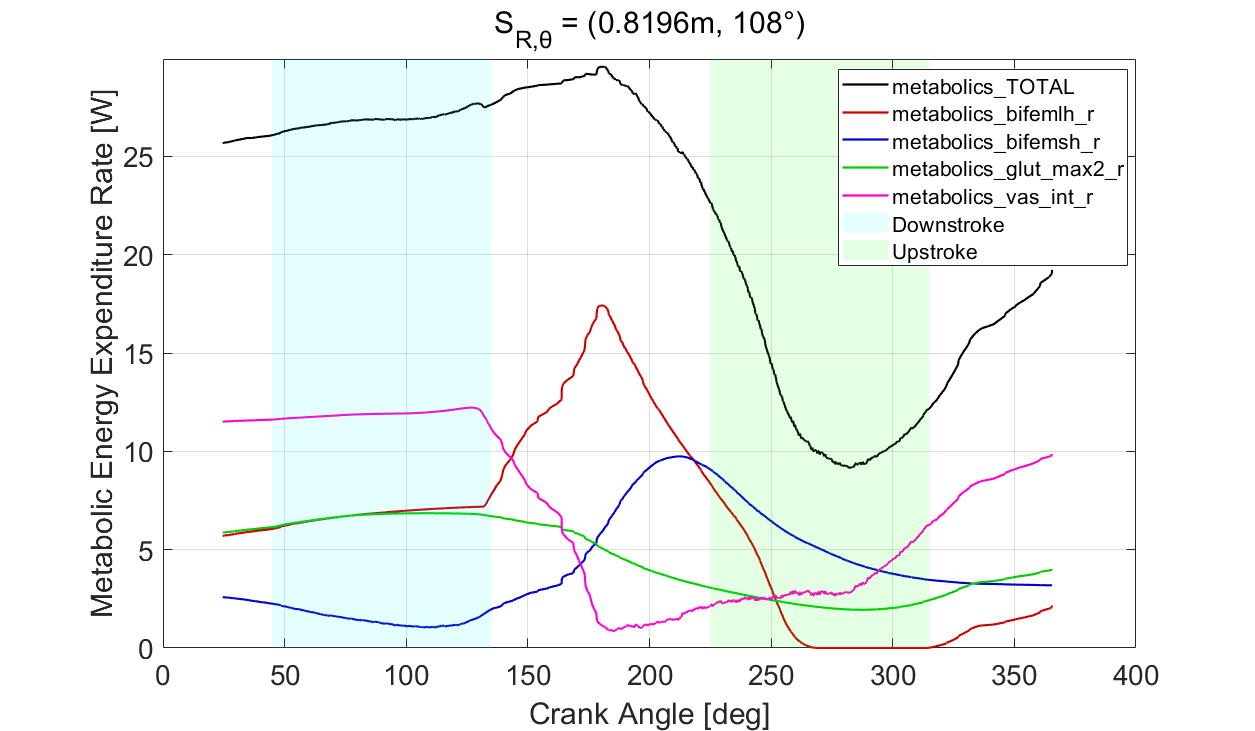 S_R,θ = (0.8196m, 108°)
Metabolic Energy Expenditure Rate [W]
25
20
15
10
5
0
metabolics_TOTAL
metabolics_bifemlh_r
metabolics_bifemsh_r
metabolics_glut_max2_r
metabolics_vas_int_r
Downstroke
Upstroke
0 50 100 150 200 250 300 350 400
Crank Angle [deg]